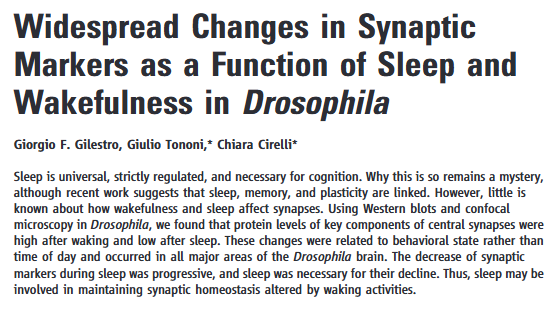 Widespread Changes in Synaptic
Markers as a Function of Sleep and
Wakefulness in Drosophila
Giorgio F. Gilestro, Giulio Tononi,* Chiara Cirelli*
Sleep is universal, strictly regulated, and necessary for cognition. Why this is so remains a mystery,
although recent work suggests that sleep, memory, and plasticity are linked. However, little is
known about how wakefulness and sleep affect synapses. Using Western blots and confocal
microscopy in Drosophila, we found that protein levels of key components of central synapses were
high after waking and low after sleep. These changes were related to behavioral state rather than
time of day and occurred in all major areas of the Drosophila brain. The decrease of synaptic
markers during sleep was progressive, and sleep was necessary for their decline. Thus, sleep may be
involved in maintaining synaptic homeostasis altered by waking activities.